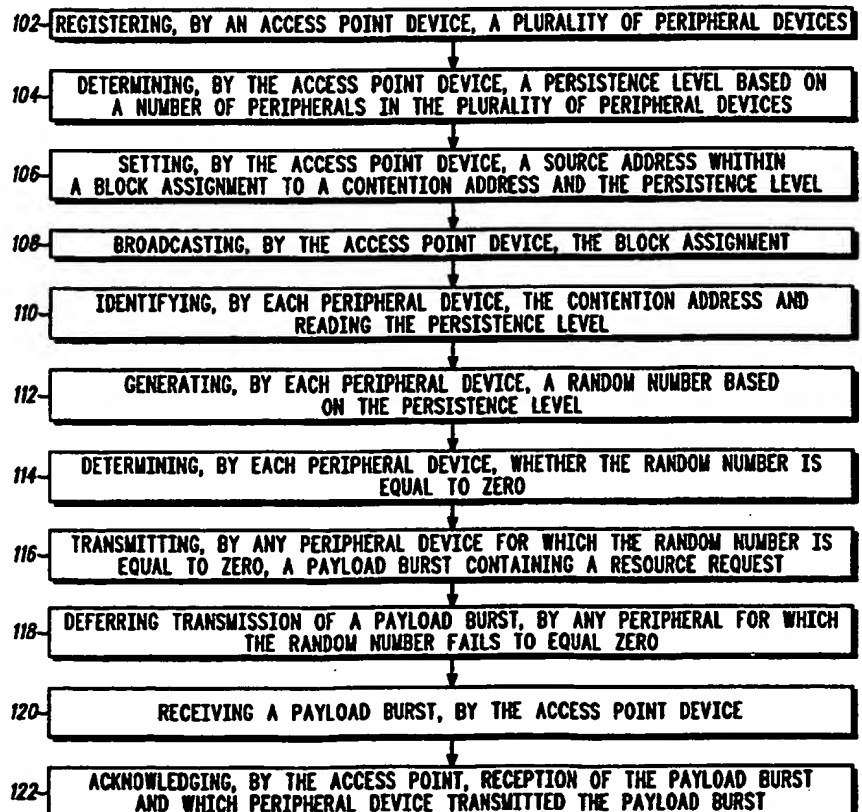 102 REGISTERING, BY AN ACCESS POINT DEVICE, A PLURALITY OF PERIPHERAL DEVICES
104 DETERMINING, BY THE ACCESS POINT DEVICE, A PERSISTENCE LEVEL BASED ON
A NUMBER OF PERIPHERALS IN THE PLURALITY OF PERIPHERAL DEVICES
106 SETTING, BY THE ACCESS POINT DEVICE, A SOURCE ADDRESS WHITHIN
A BLOCK ASSIGNMENT TO A CONTENTION ADDRESS AND THE PERSISTENCE LEVEL
108 BROADCASTING, BY THE ACCESS POINT DEVICE, THE BLOCK ASSIGNMENT
110 IDENTIFYING, BY EACH PERIPHERAL DEVICE, THE CONTENTION ADDRESS AND
READING THE PERSISTENCE LEVEL
112 GENERATING, BY EACH PERIPHERAL DEVICE, A RANDOM NUMBER BASED
ON THE PERSISTENCE LEVEL
114 DETERMINING, BY EACH PERIPHERAL DEVICE, WHETHER THE RANDOM NUMBER IS
EQUAL TO ZERO
116 TRANSMITTING, BY ANY PERIPHERAL DEVICE FOR WHICH THE RANDOM NUMBER IS
EQUAL TO ZERO, A PAYLOAD BURST CONTAINING A RESOURCE REQUEST
118 DEFERRING TRANSMISSION OF A PAYLOAD BURST, BY ANY PERIPHERAL FOR WHICH
THE RANDOM NUMBER FAILS TO EQUAL ZERO
120 RECEIVING A PAYLOAD BURST, BY THE ACCESS POINT DEVICE
122 ACKNOWLEDGING, BY THE ACCESS POINT, RECEPTION OF THE PAYLOAD BURST
AND WHICH PERIPHERAL DEVICE TRANSMITTED THE PAYLOAD BURST